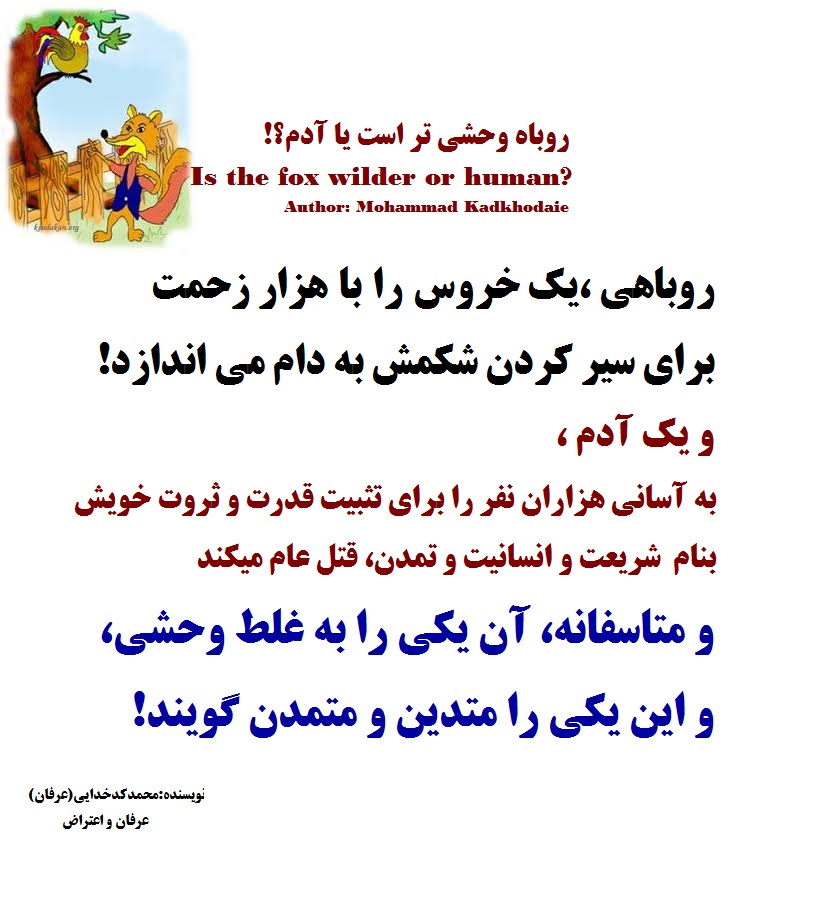 روباه وحشی تر است یا آدم؟!
Is the fox wilder or human?
Author: Mohammad Kadkhodaie
روباهی ،یک خروس را با هزار زحمت
برای سیر کردن شکمش به دام می اندازد!
و یک آدم ،
به آسانی هزاران نفر را برای تثبیت قدرت و ثروت خویش
بنام شریعت و انسانیت و تمدن، قتل عام میکند
و متاسفانه، آن یکی را به غلط وحشی،
و این یکی را متدین و متمدن گویند!
نویسنده:محمدکدخدایی(عرفان)
عرفان و اعتراض
koodakan.org